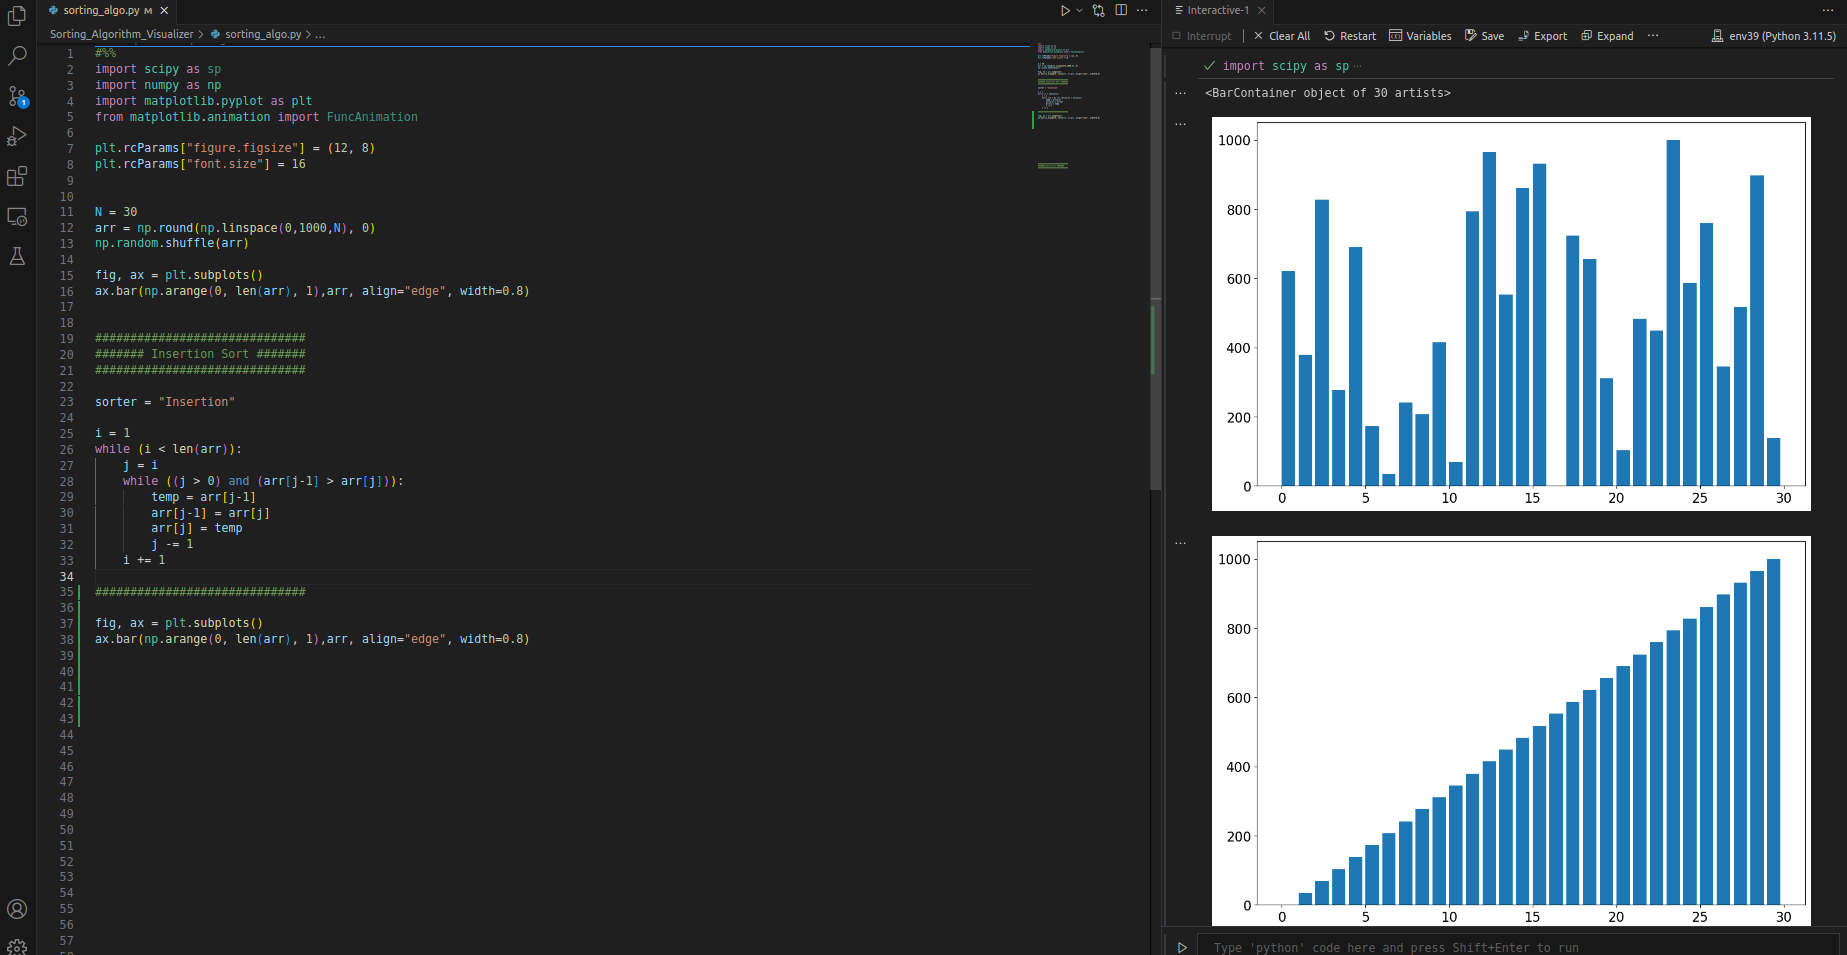 sorting_algo.py M
Sorting_Algorithm_Visualizer > sorting_algo.py > ...
1 #%%
2 import scipy as sp
3 import numpy as np
4 import matplotlib.pyplot as plt
5 from matplotlib.animation import FuncAnimation
6
7 plt.rcParams["figure.figsize"] = (12, 8)
8 plt.rcParams["font.size"] = 16
9
10
11 N = 30
12 arr = np.round(np.linspace(0,1000,N), 0)
13 np.random.shuffle(arr)
14
15 fig, ax = plt.subplots()
16 ax.bar(np.arange(0, len(arr), 1),arr, align="edge", width=0.8)
17
18
19 ##############################
20 ####### Insertion Sort #######
21 ##############################
22
23 sorter = "Insertion"
24
25 i = 1
26 while (i < len(arr)):
27     j = i
28     while ((j > 0) and (arr[j-1] > arr[j])):
29         temp = arr[j-1]
30         arr[j-1] = arr[j]
31         arr[j] = temp
32         j -= 1
33     i += 1
34
35 ##############################
36
37 fig, ax = plt.subplots()
38 ax.bar(np.arange(0, len(arr), 1),arr, align="edge", width=0.8)
39
40
41
42
43
44
45
46
47
48
49
50
51
52
53
54
55
56
57
1
Interactive-1
Interrupt | Clear All Restart Variables Save Export Expand ... env39 (Python 3.11.5)
import scipy as sp ...
<BarContainer object of 30 artists>
1000
800
600
400
200
0
0 5 10 15 20 25 30
1000
800
600
400
200
0
0 5 10 15 20 25 30
Type 'python' code here and press Shift+Enter to run